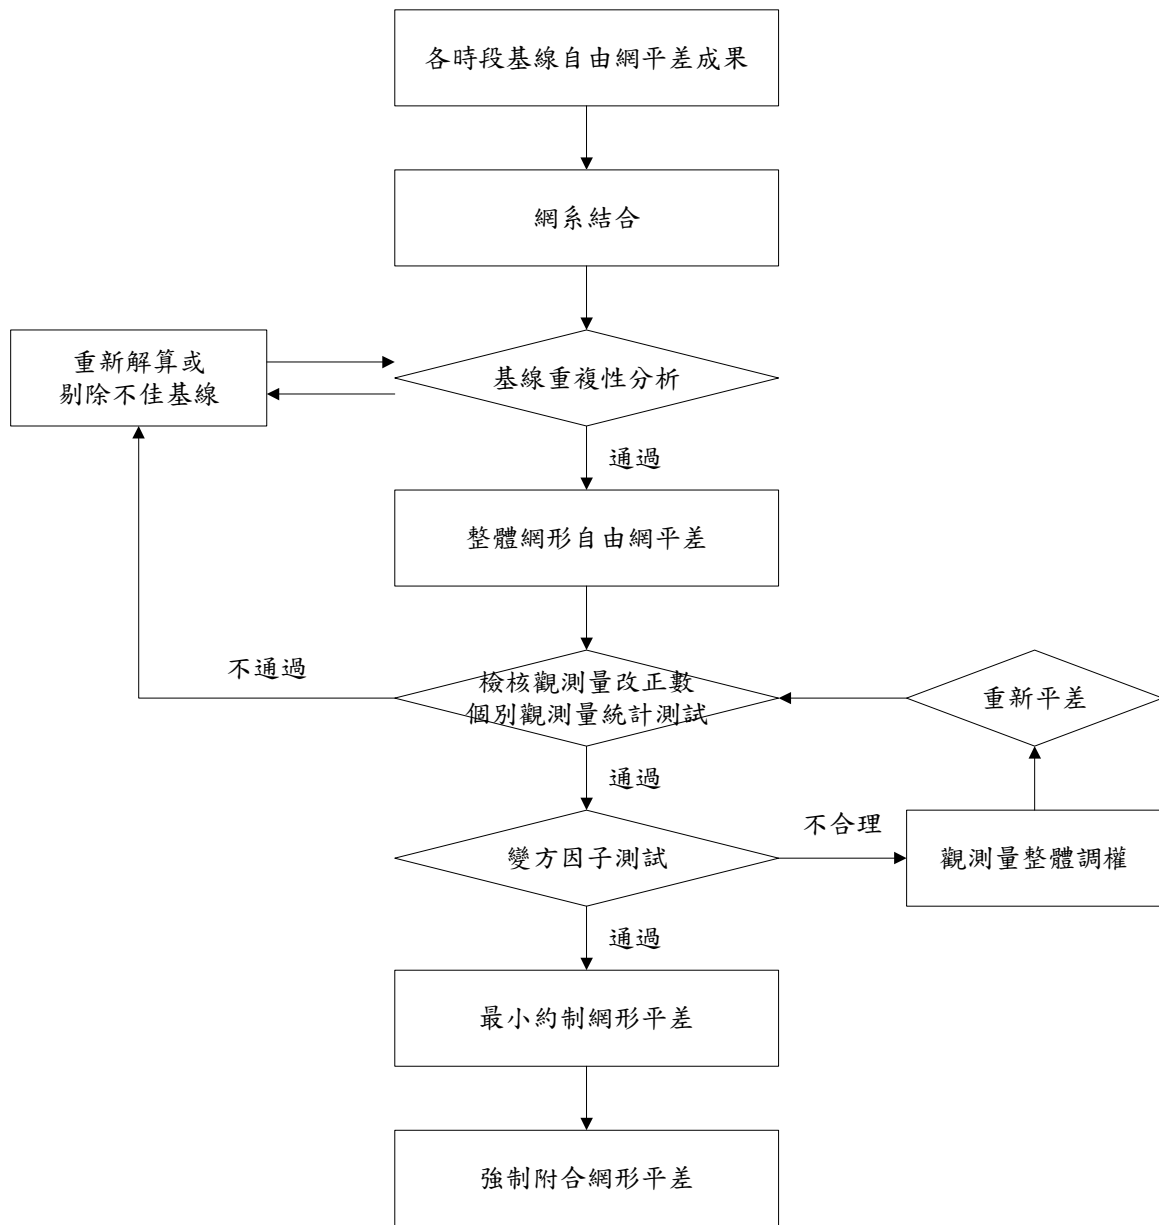 各時段基線自由網平差成果
網系結合
重新解算或
剔除不佳基線
基線重複性分析
通過
整體網形自由網平差
不通過
檢核觀測量改正數
個別觀測量統計測試
重新平差
通過
不合理
變方因子測試
觀測量整體調權
通過
最小約制網形平差
強制附合網形平差